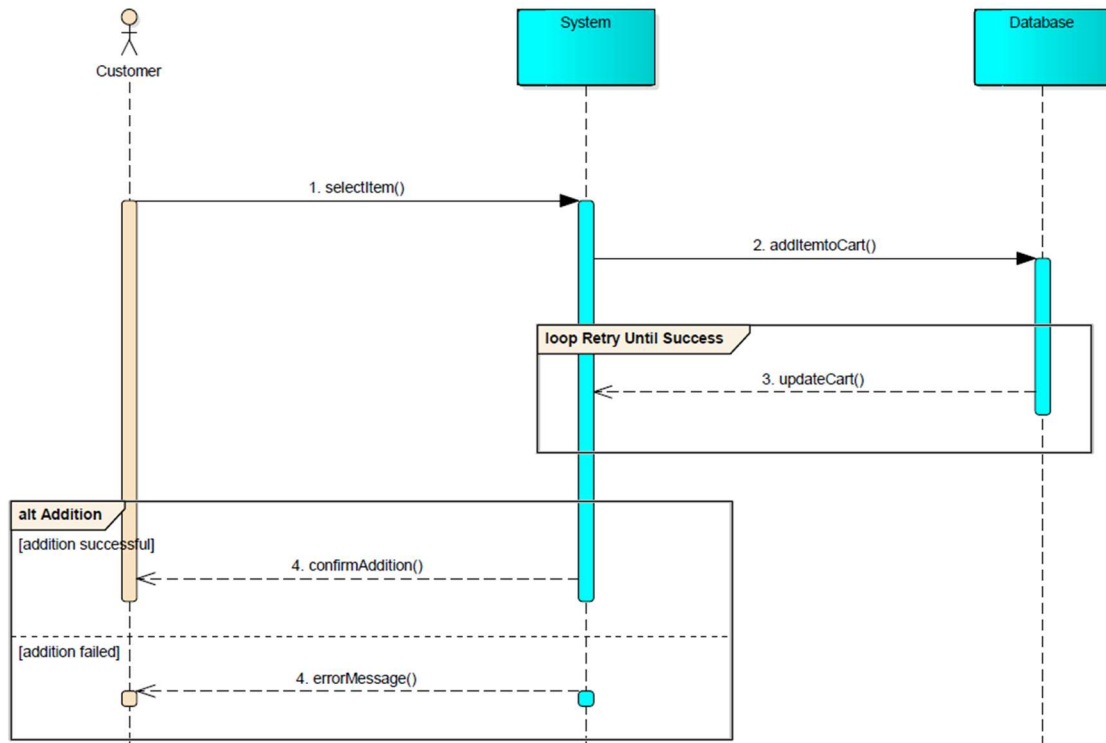 System
Database
Customer
1. selectItem()
2. addItemtoCart()
loop Retry Until Success
3. updateCart()
alt Addition
[addition successful]
4. confirmAddition()
[addition failed]
4. errorMessage()